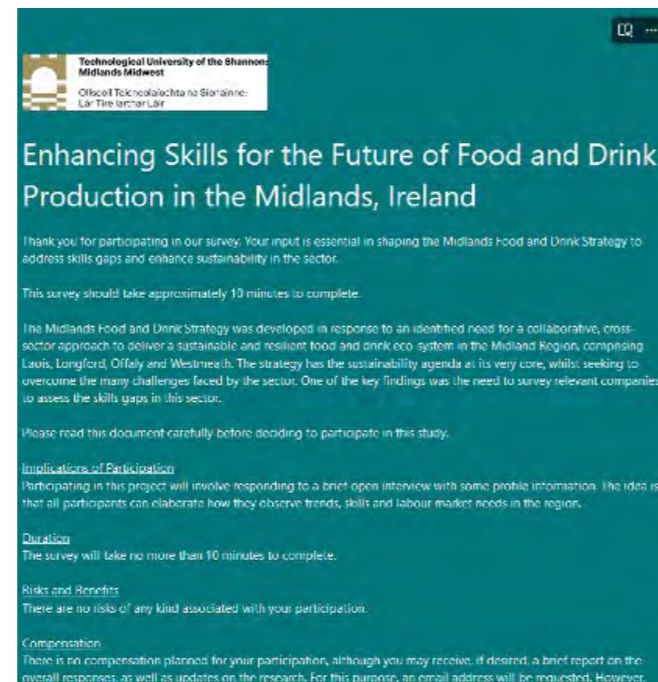 Technological University of the Shannon:
Midlands Midwest
Ollscoil Teicneolaíochta na Sionainne:
Lár Tíre Iarthar Láir
Enhancing Skills for the Future of Food and Drink
Production in the Midlands, Ireland
Thank you for participating in our survey. Your input is essential in shaping the Midlands Food and Drink Strategy to
address skills gaps and enhance sustainability in the sector.
This survey should take approximately 10 minutes to complete.
The Midlands Food and Drink Strategy was developed in response to an identified need for a collaborative, cross-
sector approach to deliver a sustainable and resilient food and drink eco-system in the Midland Region, comprising
Laois, Longford, Offaly and Westmeath. The strategy has the sustainability agenda at its very core, whilst seeking to
overcome the many challenges faced by the sector. One of the key findings was the need to survey relevant companies
to assess the skills gaps in this sector.
Please read this document carefully before deciding to participate in this study.
Implications of Participation
Participating in this project will involve responding to a brief open interview with some profile information. The idea is
that all participants can elaborate how they observe trends, skills and labour market needs in the region.
Duration
The survey will take no more than 10 minutes to complete.
Risks and Benefits
There are no risks of any kind associated with your participation.
Compensation
There is no compensation planned for your participation, although you may receive, if desired, a brief report on the
overall responses, as well as updates on the research. For this purpose, an email address will be requested. However,